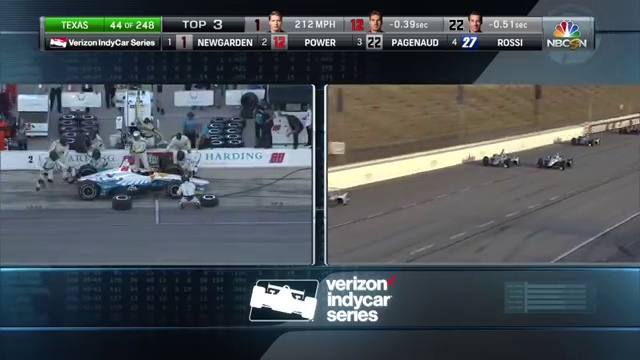 TEXAS 44 OF 248 TOP 3 1 212 MPH 12 -0.39sec 22 -0.51sec
Verizon IndyCar Series 1 1 NEWGARDEN 2 12 POWER 3 22 PAGENAUD 4 27 ROSSI
NBCSN
HARDING 88
verizon
indycar
series